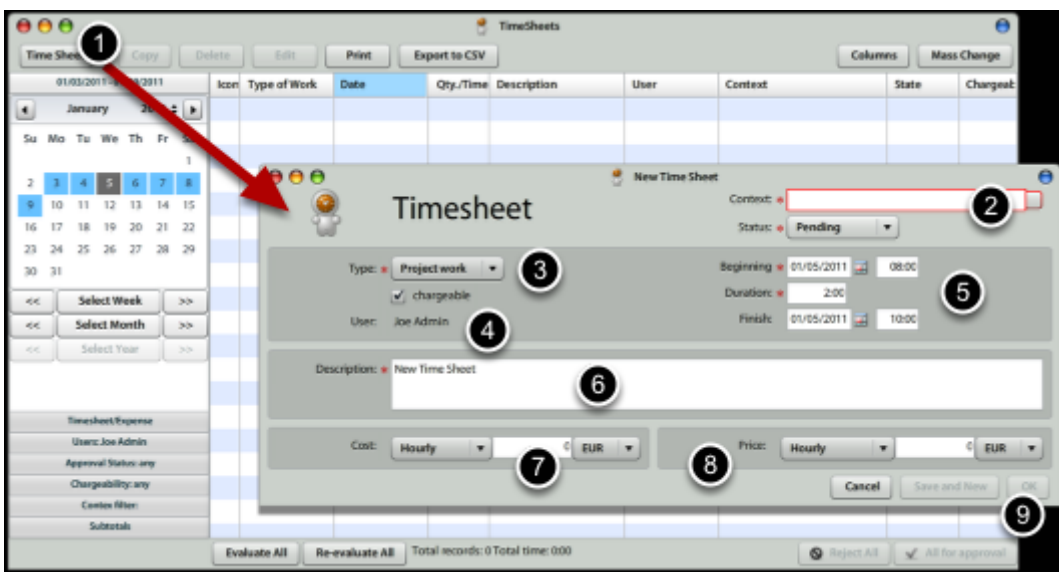 TimeSheets
1
Time Shee Copy Delete Edit Print Export to CSV Columns Mass Change
01/03/2011 2011
Icon Type of Work Date Qty./Time Description User Context State Chargeab
January
Su Mo Tu We Th Fr
1
2 3 4 5 6 7 8
9 10 11 12 13 14 15
16 17 18 19 20 21 22
23 24 25 26 27 28 29
30 31
<< Select Week >>
<< Select Month >>
<< Select Year >>
Timesheet/Expense
Users: Joe Admin
Approval Status: any
Chargeability: any
Contex filter:
Subtotals
New Time Sheet
Timesheet
Context: * 2
Status: * Pending
Type: * Project work 3
chargeable
User: Joe Admin 4
Beginning * 01/05/2011 08:00
Duration: * 2:00 5
Finish: 01/05/2011 10:00
Description: * New Time Sheet 6
Cost: Hourly 0 EUR 7
8 Price: Hourly 0 EUR
Cancel Save and New OK
9
Evaluate All Re-evaluate All Total records: 0 Total time: 0:00 Reject All All for approval